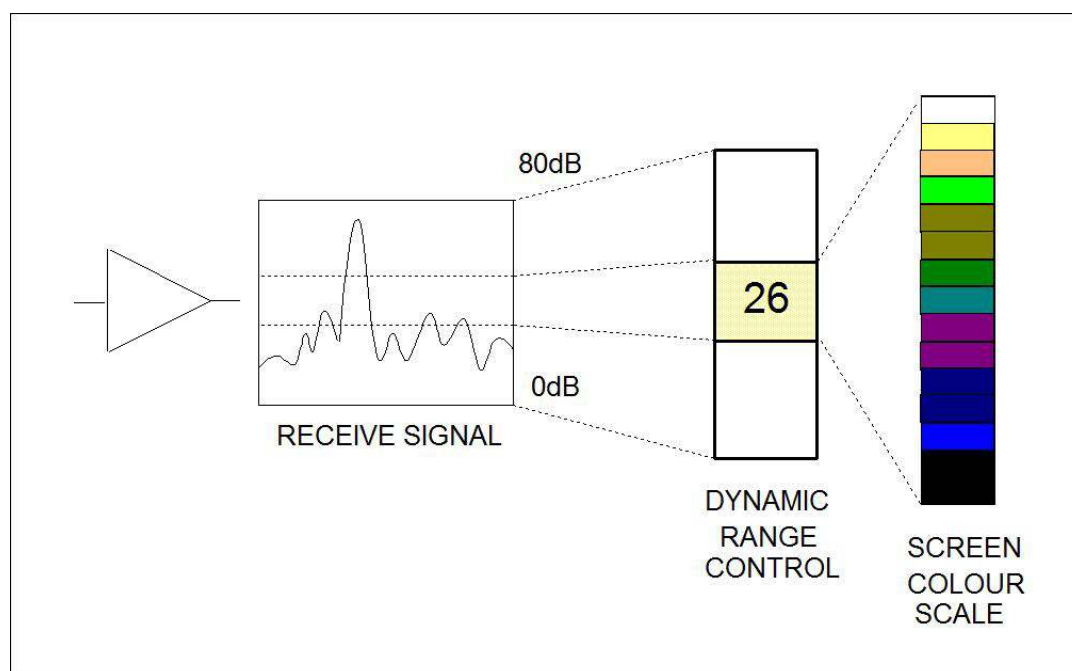 80dB
26
0dB
RECEIVE SIGNAL
DYNAMIC
RANGE
CONTROL
SCREEN
COLOUR
SCALE